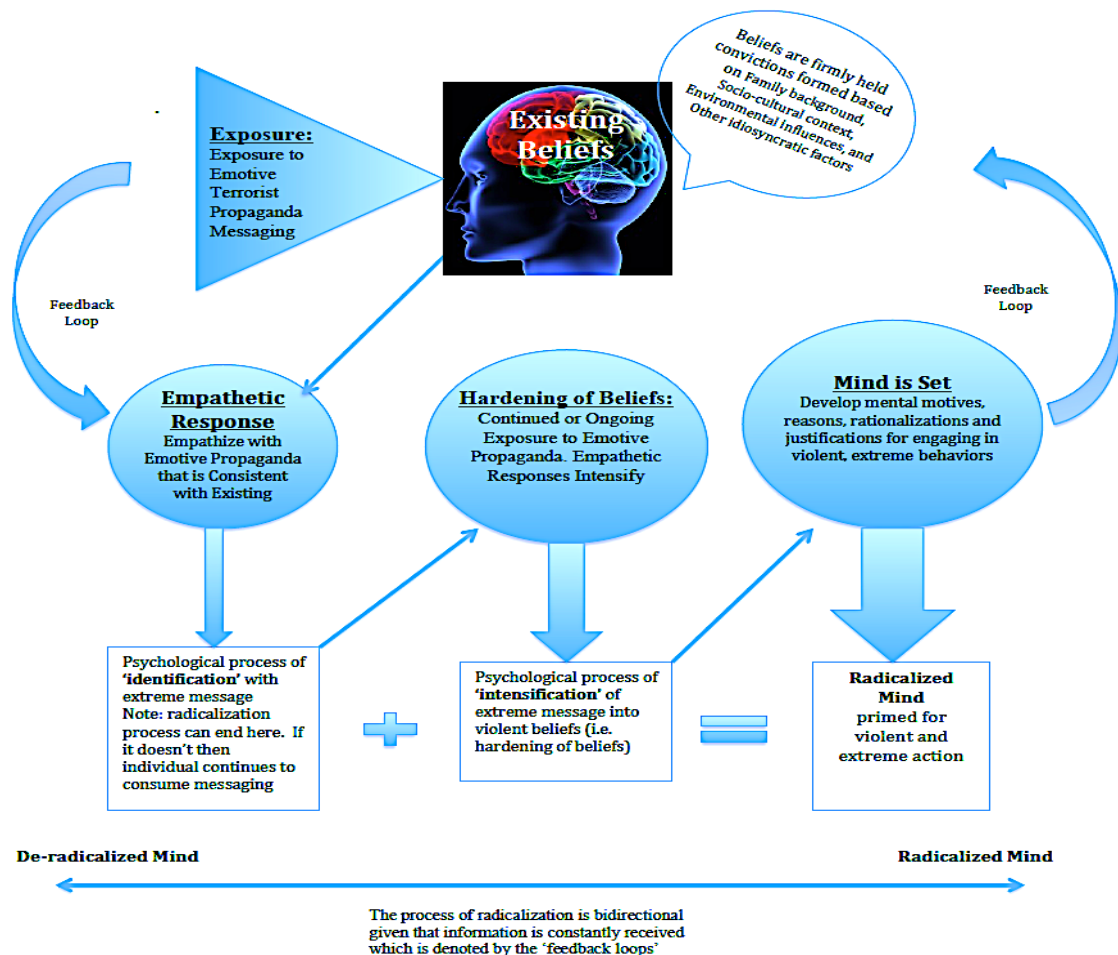 Exposure:
Exposure to
Emotive
Terrorist
Propaganda
Messaging
Existing
Beliefs
Beliefs are firmly held
convictions formed based
on Family background,
Socio-cultural context,
Environmental influences, and
Other idiosyncratic factors
Feedback
Loop
Feedback
Loop
Empathetic
Response
Empathize with
Emotive Propaganda
that is Consistent
with Existing
Hardening of Beliefs:
Continued or Ongoing
Exposure to Emotive
Propaganda. Empathetic
Responses Intensify
Mind is Set
Develop mental motives,
reasons, rationalizations and
justifications for engaging in
violent, extreme behaviors
Psychological process of
‘identification’ with
extreme message
Note: radicalization
process can end here. If
it doesn’t then
individual continues to
consume messaging
Psychological process of
‘intensification’ of
extreme message into
violent beliefs (i.e.
hardening of beliefs)
Radicalized
Mind
primed for
violent and
extreme action
De-radicalized Mind
Radicalized Mind
The process of radicalization is bidirectional
given that information is constantly received
which is denoted by the ‘feedback loops’